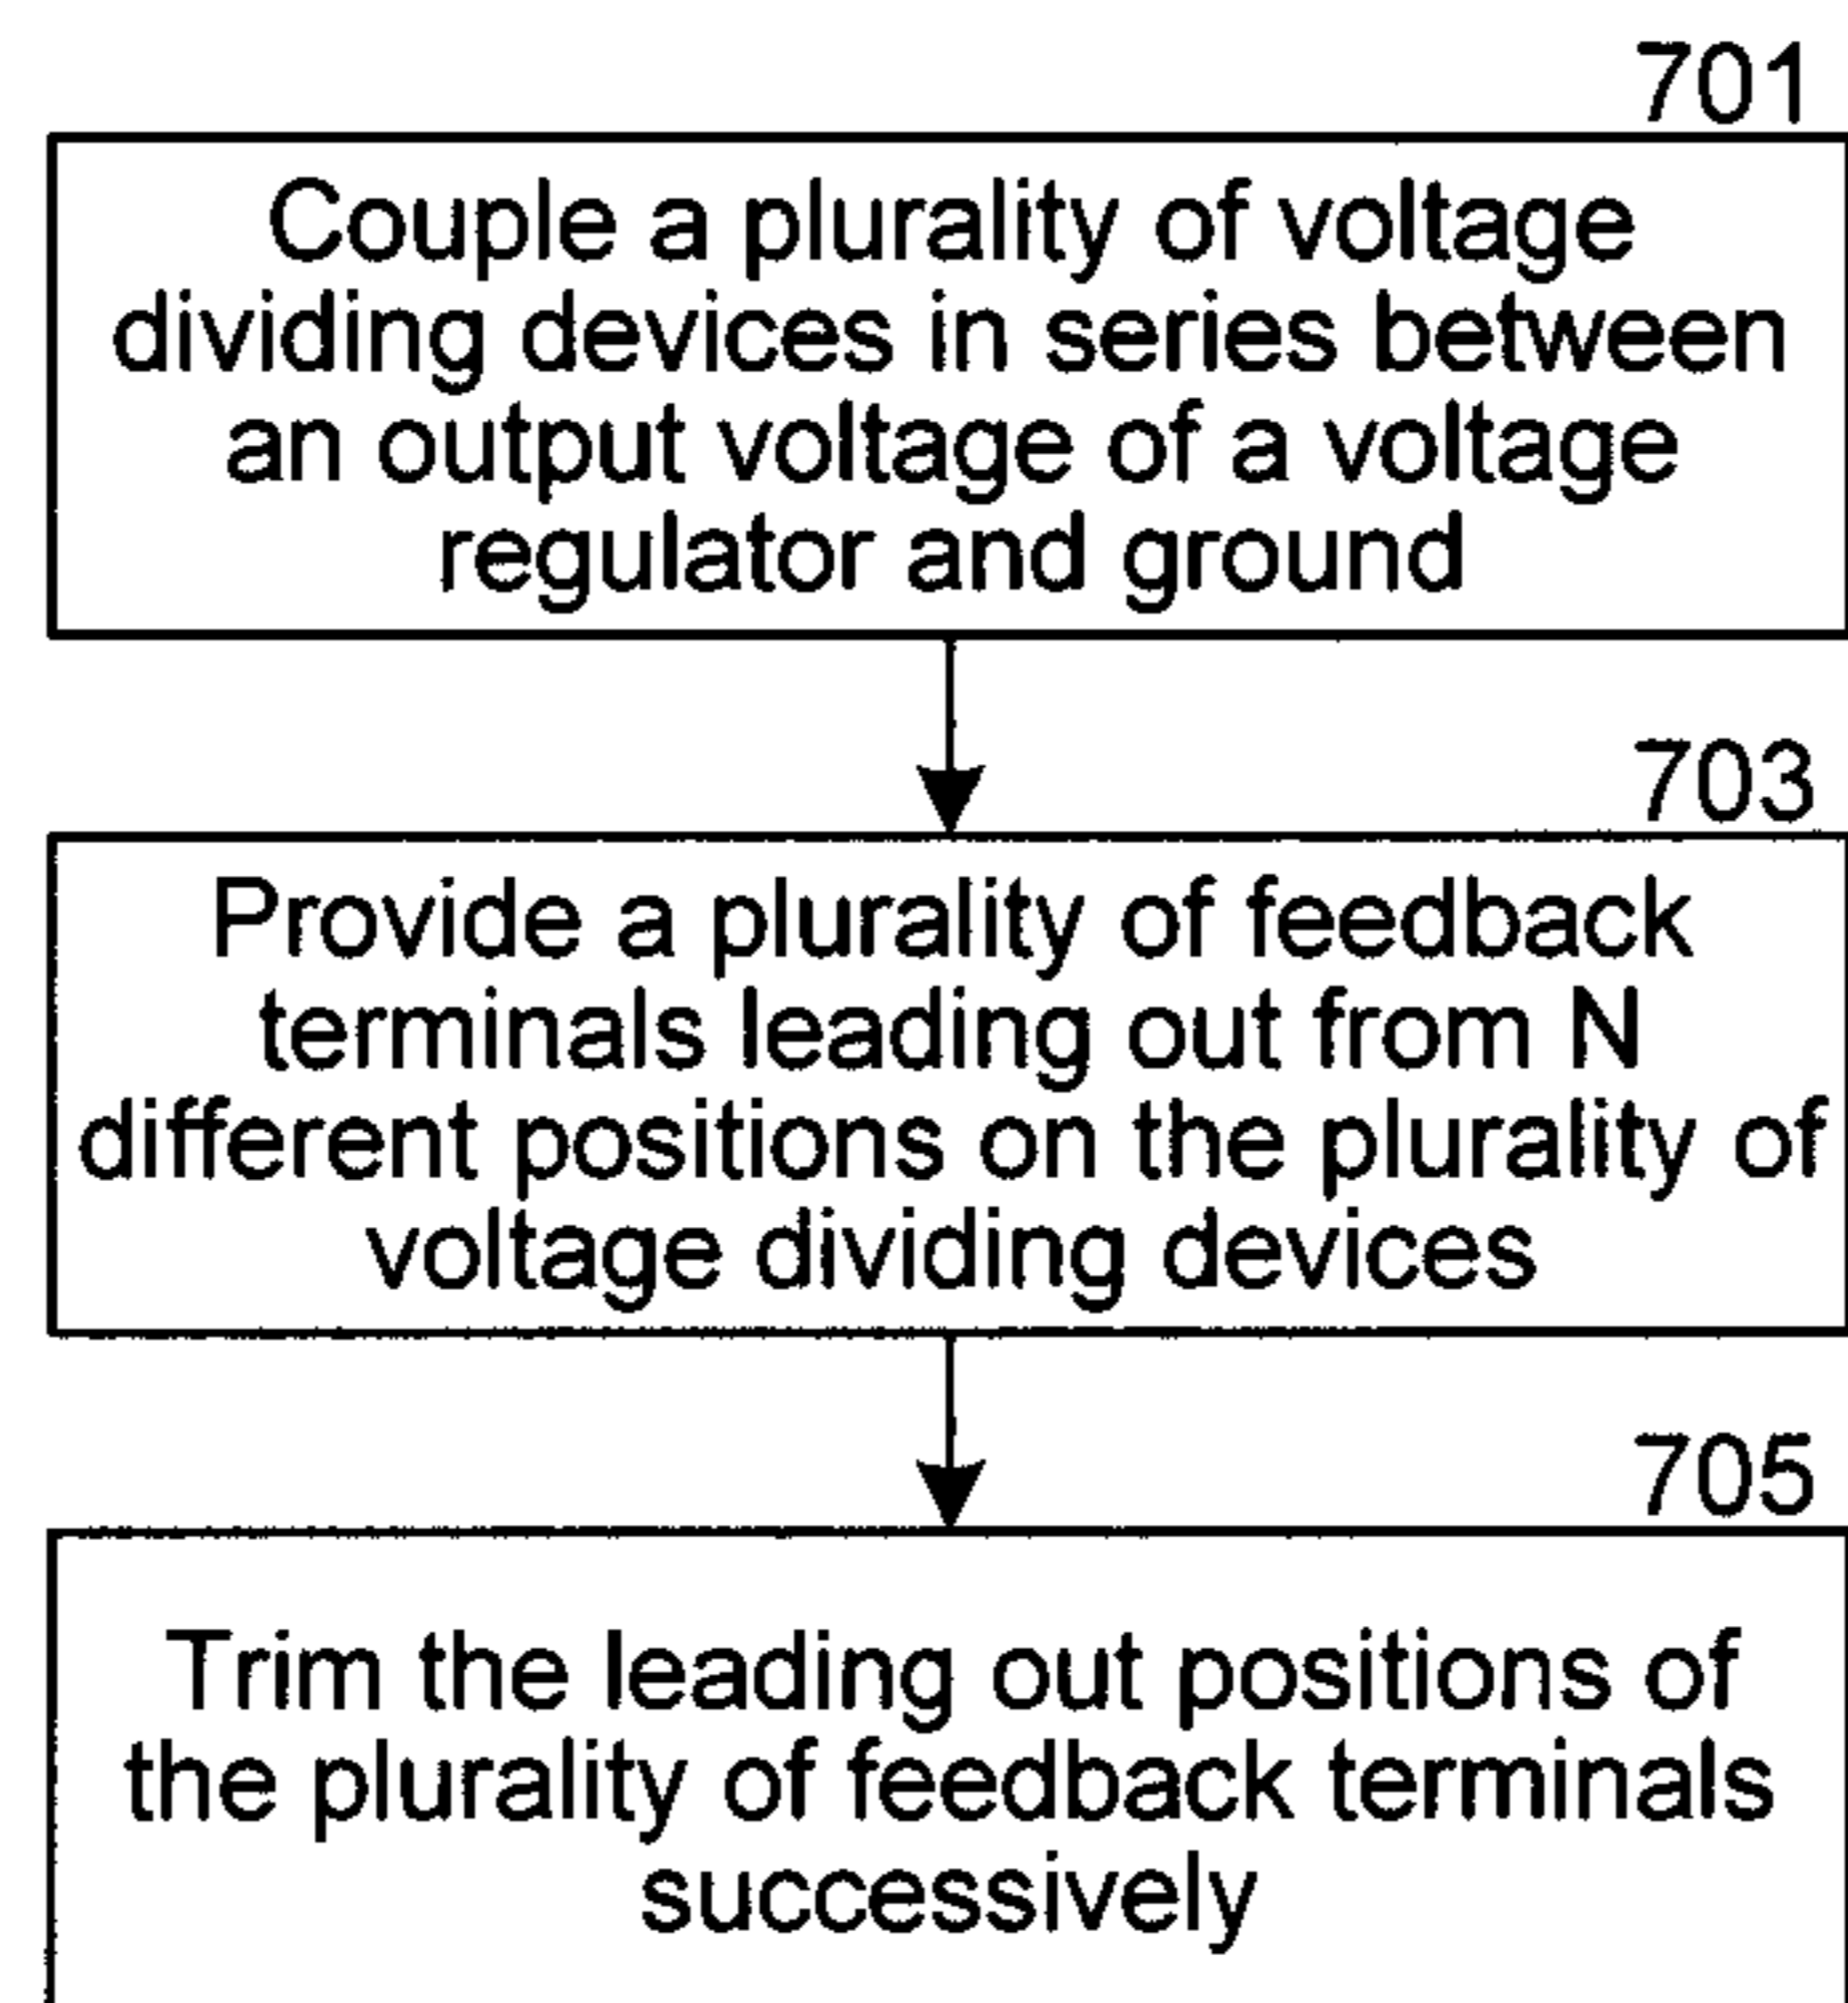 701
Couple a plurality of voltage
dividing devices in series between
an output voltage of a voltage
regulator and ground
703
Provide a plurality of feedback
terminals leading out from N
different positions on the plurality of
voltage dividing devices
705
Trim the leading out positions of
the plurality of feedback terminals
successively